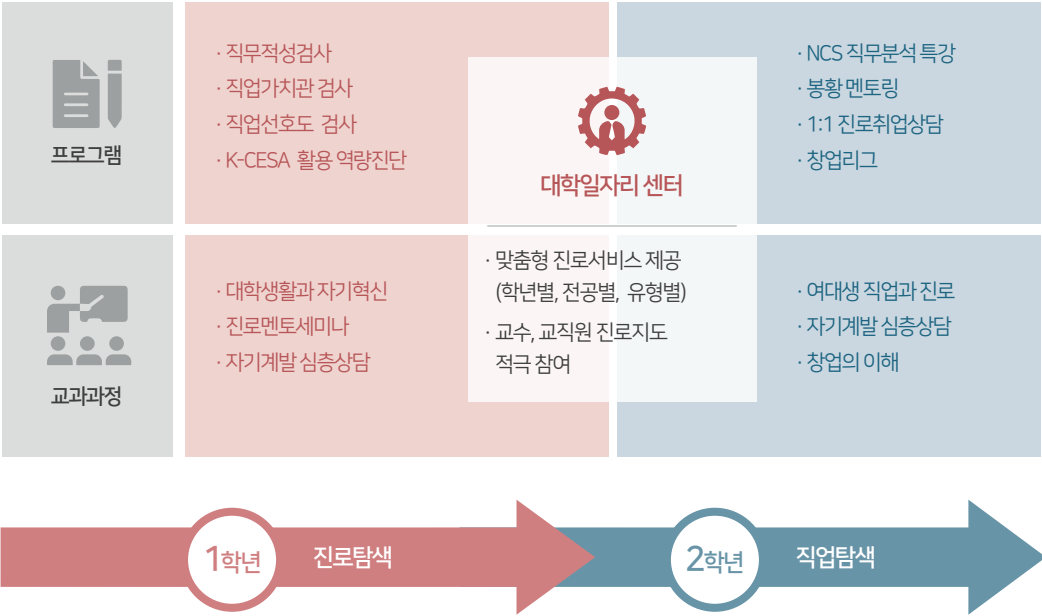 프로그램
· 직무적성검사
· 직업가치관 검사
· 직업선호도 검사
· K-CESA 활용 역량진단
대학일자리 센터
· 맞춤형 진로서비스 제공
(학년별, 전공별, 유형별)
· 교수, 교직원 진로지도
적극 참여
· NCS 직무분석 특강
· 봉황 멘토링
· 1:1 진로취업상담
· 창업리그
교과과정
· 대학생활과 자기혁신
· 진로멘토세미나
· 자기계발 심층상담
· 여대생 직업과 진로
· 자기계발 심층상담
· 창업의 이해
1학년
진로탐색
2학년
직업탐색